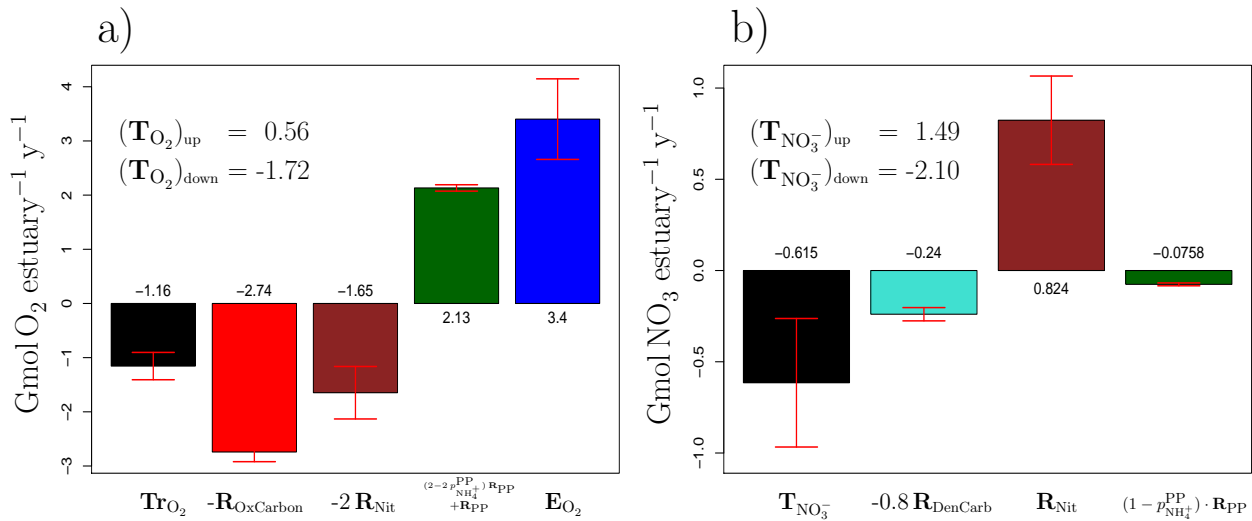 a)
Gmol O₂ estuary⁻¹ y⁻¹
4
3
2
1
0
−1
−2
−3
(T_O₂)_up = 0.56
(T_O₂)_down = -1.72
−1.16
−2.74
−1.65
2.13
3.4
Tr_O₂
-R_OxCarbon
-2 R_Nit
(2−2 p^PP_NH₄⁺) R_PP
+R_PP
E_O₂
b)
Gmol NO₃ estuary⁻¹ y⁻¹
1.0
0.5
0.0
−0.5
−1.0
(T_NO₃⁻)_up = 1.49
(T_NO₃⁻)_down = -2.10
−0.615
−0.24
0.824
−0.0758
T_NO₃⁻
-0.8 R_DenCarb
R_Nit
(1 − p^PP_NH₄⁺) · R_PP